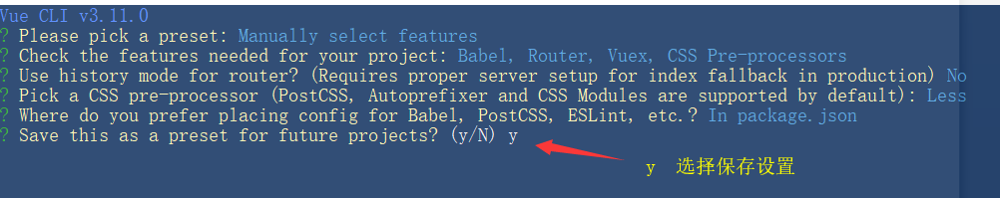 Vue CLI v3.11.0
? Please pick a preset: Manually select features
? Check the features needed for your project: Babel, Router, Vuex, CSS Pre-processors
? Use history mode for router? (Requires proper server setup for index fallback in production) No
? Pick a CSS pre-processor (PostCSS, Autoprefixer and CSS Modules are supported by default): Less
? Where do you prefer placing config for Babel, PostCSS, ESLint, etc.? In package.json
? Save this as a preset for future projects? (y/N) y
y 选择保存设置